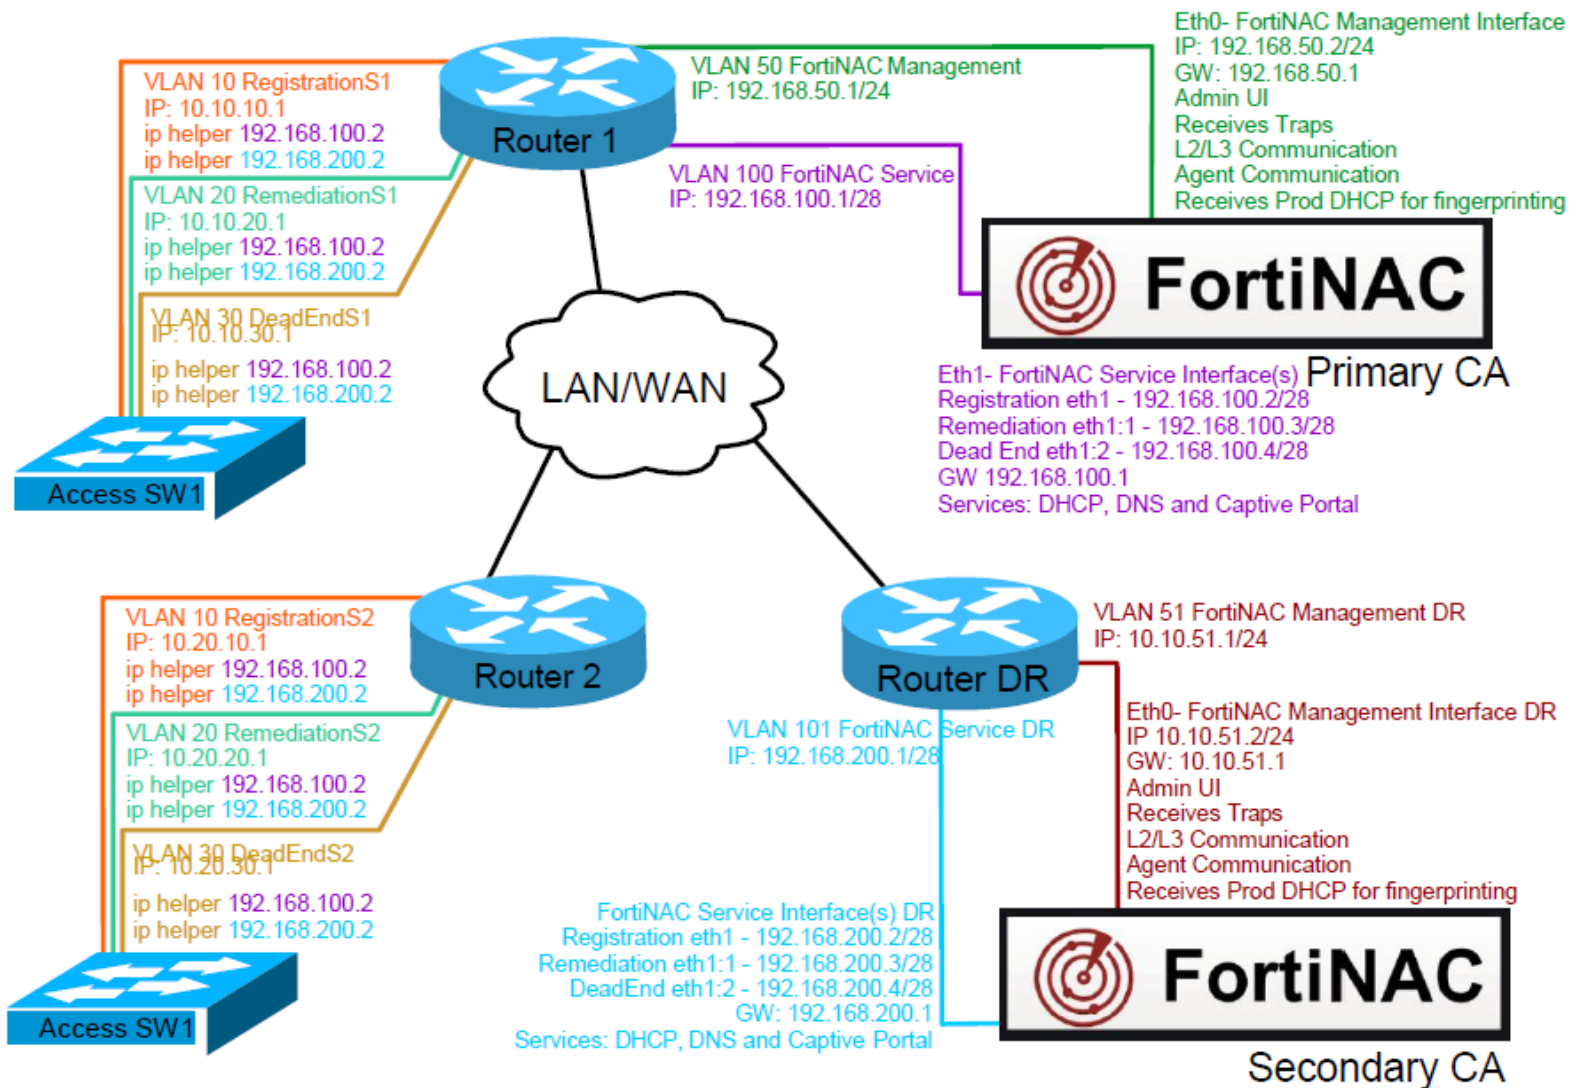 Eth0- FortiNAC Management Interface
IP: 192.168.50.2/24
GW: 192.168.50.1
Admin UI
Receives Traps
L2/L3 Communication
Agent Communication
Receives Prod DHCP for fingerprinting
VLAN 10 RegistrationS1
IP: 10.10.10.1
ip helper 192.168.100.2
ip helper 192.168.200.2
VLAN 20 RemediationS1
IP: 10.10.20.1
ip helper 192.168.100.2
ip helper 192.168.200.2
VLAN 30 DeadEndS1
IP: 10.10.30.1
ip helper 192.168.100.2
ip helper 192.168.200.2
Access SW1
Router 1
VLAN 50 FortiNAC Management
IP: 192.168.50.1/24
VLAN 100 FortiNAC Service
IP: 192.168.100.1/28
FortiNAC
Primary CA
Eth1- FortiNAC Service Interface(s)
Registration eth1 - 192.168.100.2/28
Remediation eth1:1 - 192.168.100.3/28
Dead End eth1:2 - 192.168.100.4/28
GW 192.168.100.1
Services: DHCP, DNS and Captive Portal
LAN/WAN
VLAN 10 RegistrationS2
IP: 10.20.10.1
ip helper 192.168.100.2
ip helper 192.168.200.2
VLAN 20 RemediationS2
IP: 10.20.20.1
ip helper 192.168.100.2
ip helper 192.168.200.2
VLAN 30 DeadEndS2
IP: 10.20.30.1
ip helper 192.168.100.2
ip helper 192.168.200.2
Access SW1
Router 2
Router DR
VLAN 51 FortiNAC Management DR
IP: 10.10.51.1/24
VLAN 101 FortiNAC Service DR
IP: 192.168.200.1/28
Eth0- FortiNAC Management Interface DR
IP 10.10.51.2/24
GW: 10.10.51.1
Admin UI
Receives Traps
L2/L3 Communication
Agent Communication
Receives Prod DHCP for fingerprinting
FortiNAC Service Interface(s) DR
Registration eth1 - 192.168.200.2/28
Remediation eth1:1 - 192.168.200.3/28
DeadEnd eth1:2 - 192.168.200.4/28
GW: 192.168.200.1
Services: DHCP, DNS and Captive Portal
FortiNAC
Secondary CA